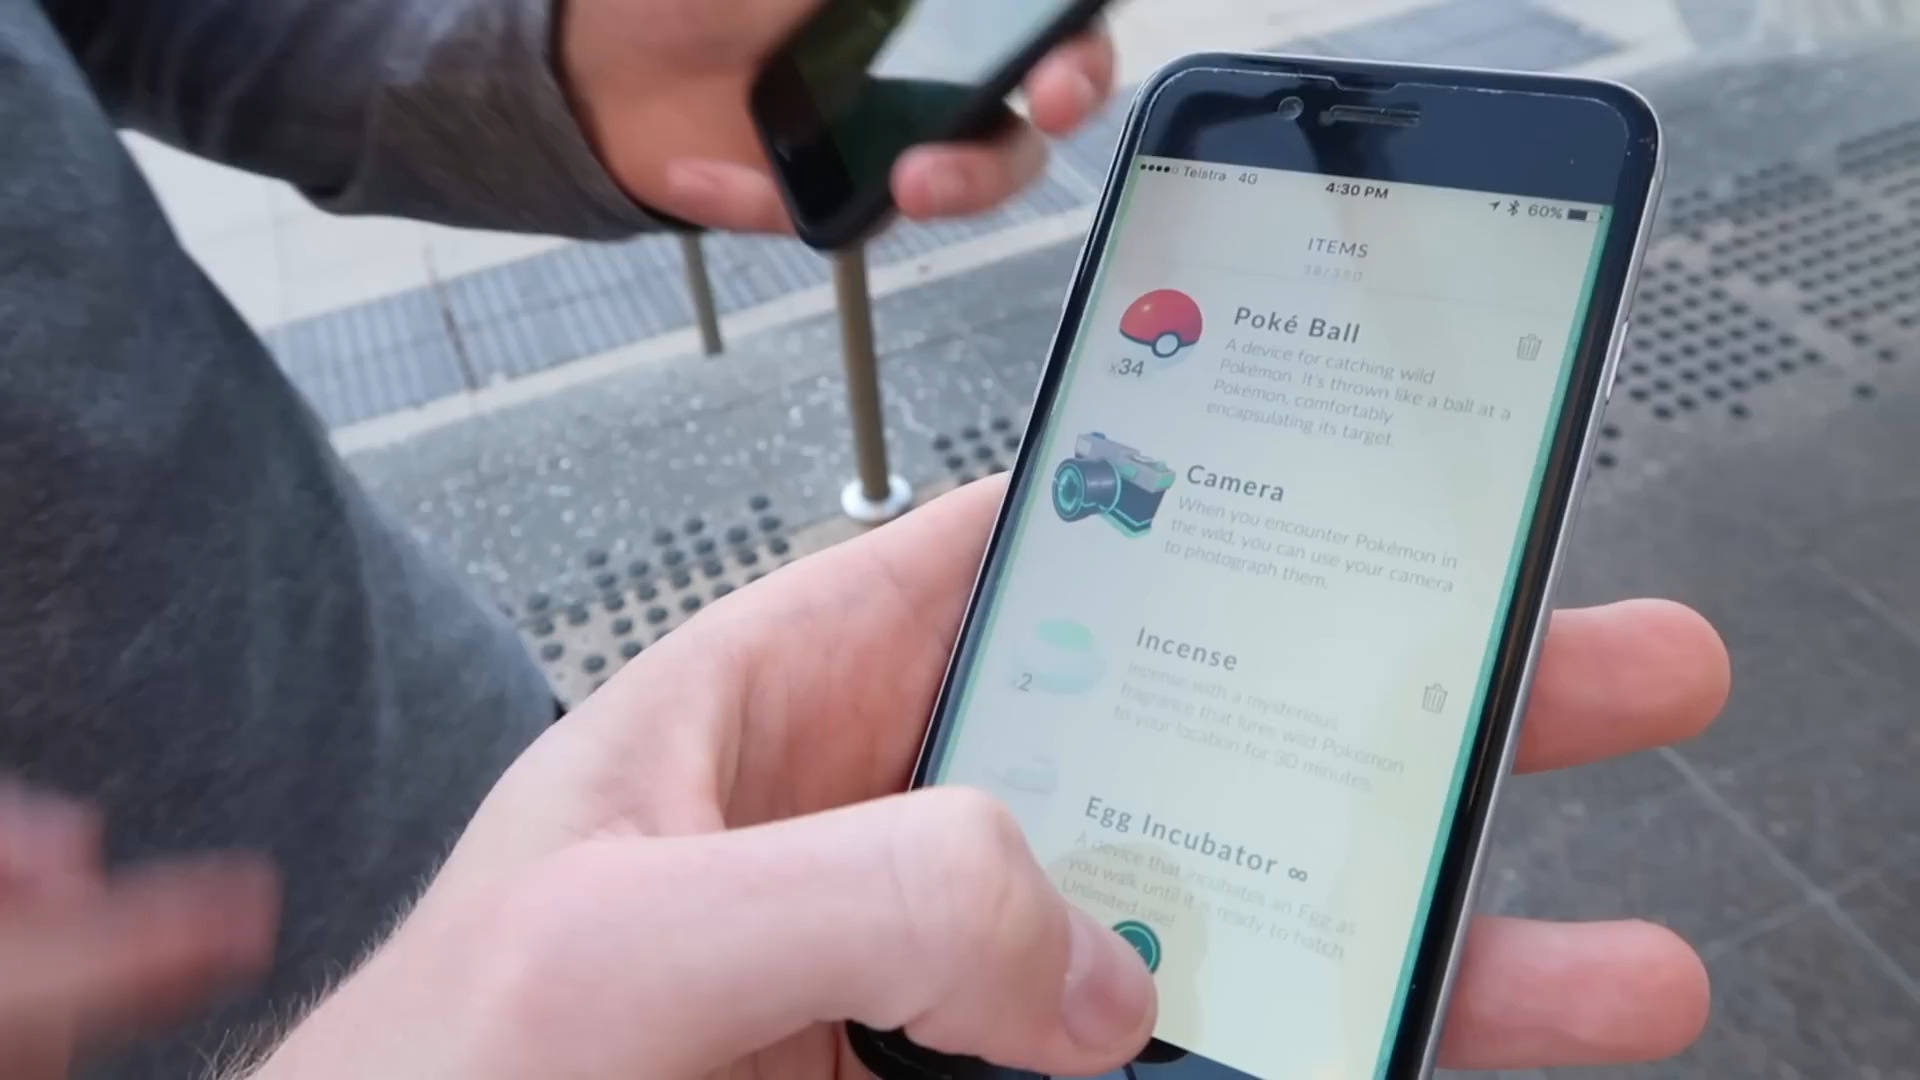 Telstra 4G 4:30 PM 60%
ITEMS
Poké Ball
x34
A device for catching wild
Pokémon. It's thrown like a ball at a
Pokémon, comfortably
encapsulating its target.
Camera
When you encounter Pokémon in
the wild, you can use your camera
to photograph them.
Incense
2
Incense with a mysterious
fragrance that lures wild Pokémon
to your location for 30 minutes.
Egg Incubator ∞
A device that incubates an Egg as
you walk until it is ready to hatch
Unlimited use!